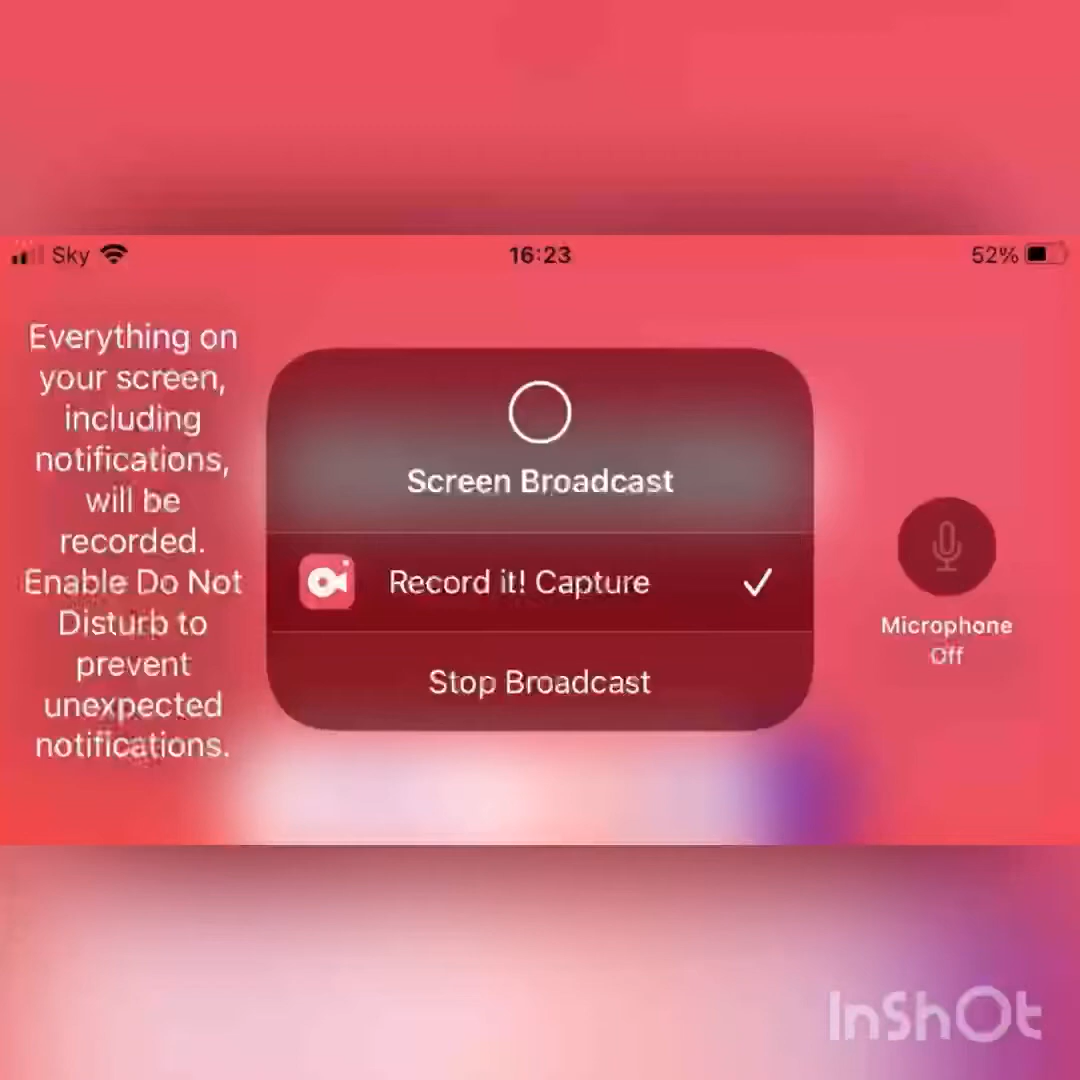 Sky
16:23
52%
Everything on
your screen,
including
notifications,
will be
recorded.
Enable Do Not
Disturb to
prevent
unexpected
notifications.
Screen Broadcast
Record it! Capture
Stop Broadcast
Microphone
Off
InShOt